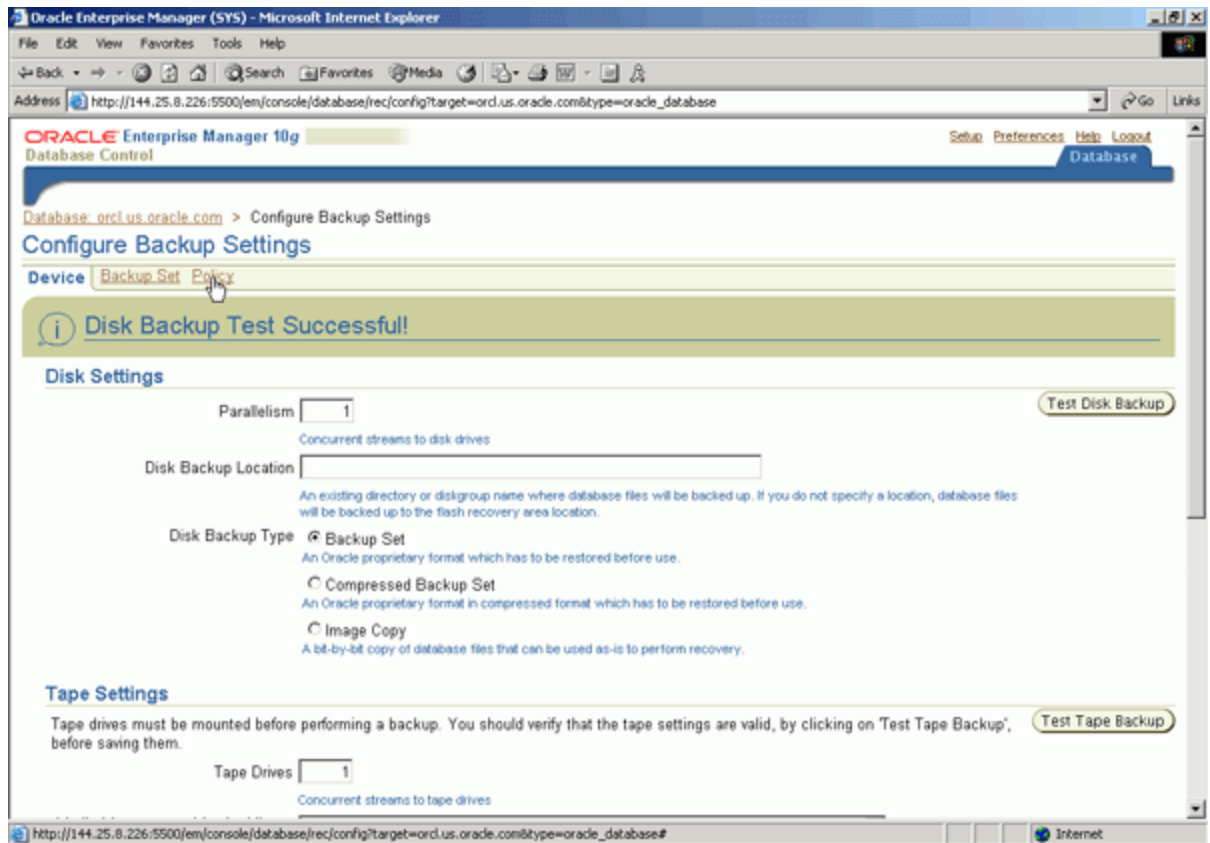 Oracle Enterprise Manager (SYS) - Microsoft Internet Explorer
File Edit View Favorites Tools Help
Back Search Favorites Media
Address http://144.25.8.226:5500/em/console/database/rec/config?target=orcl.us.oracle.com&type=oracle_database Go Links
ORACLE Enterprise Manager 10g
Setup Preferences Help Logout
Database Control
Database
Database: orcl.us.oracle.com > Configure Backup Settings
Configure Backup Settings
Device Backup Set Policy
i Disk Backup Test Successful!
Disk Settings
Parallelism 1
Test Disk Backup
Concurrent streams to disk drives
Disk Backup Location
An existing directory or diskgroup name where database files will be backed up. If you do not specify a location, database files
will be backed up to the flash recovery area location.
Disk Backup Type Backup Set
An Oracle proprietary format which has to be restored before use.
Compressed Backup Set
An Oracle proprietary format in compressed format which has to be restored before use.
Image Copy
A bit-by-bit copy of database files that can be used as-is to perform recovery.
Tape Settings
Tape drives must be mounted before performing a backup. You should verify that the tape settings are valid, by clicking on 'Test Tape Backup',
before saving them.
Test Tape Backup
Tape Drives 1
Concurrent streams to tape drives
http://144.25.8.226:5500/em/console/database/rec/config?target=orcl.us.oracle.com&type=oracle_database# Internet